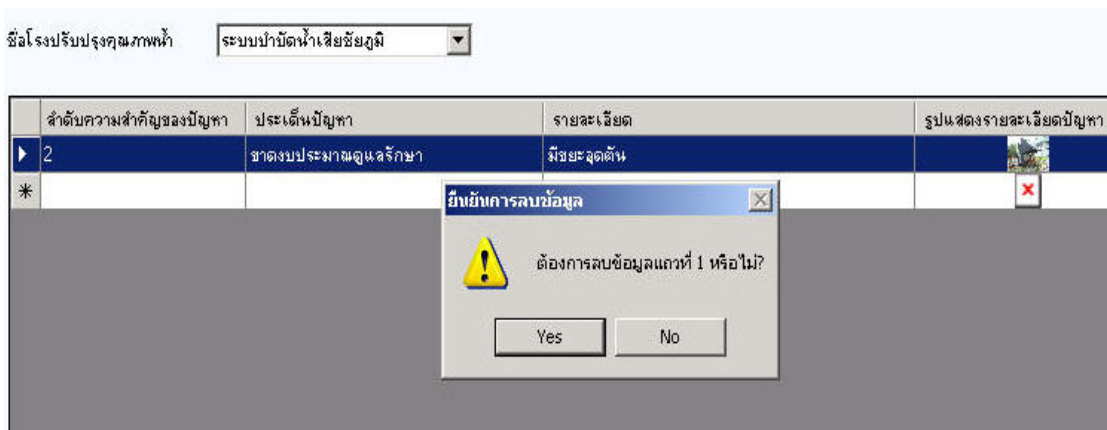 ชื่อโรงปรับปรุงคุณภาพน้ำ ระบบบำบัดน้ำเสียชัยภูมิ
ลำดับความสำคัญของปัญหา ประเด็นปัญหา รายละเอียด รูปแสดงรายละเอียดปัญหา
2 ขาดงบประมาณดูแลรักษา มีขยะอุดตัน
ยืนยันการลบข้อมูล
ต้องการลบข้อมูลแถวที่ 1 หรือไม่?
Yes No